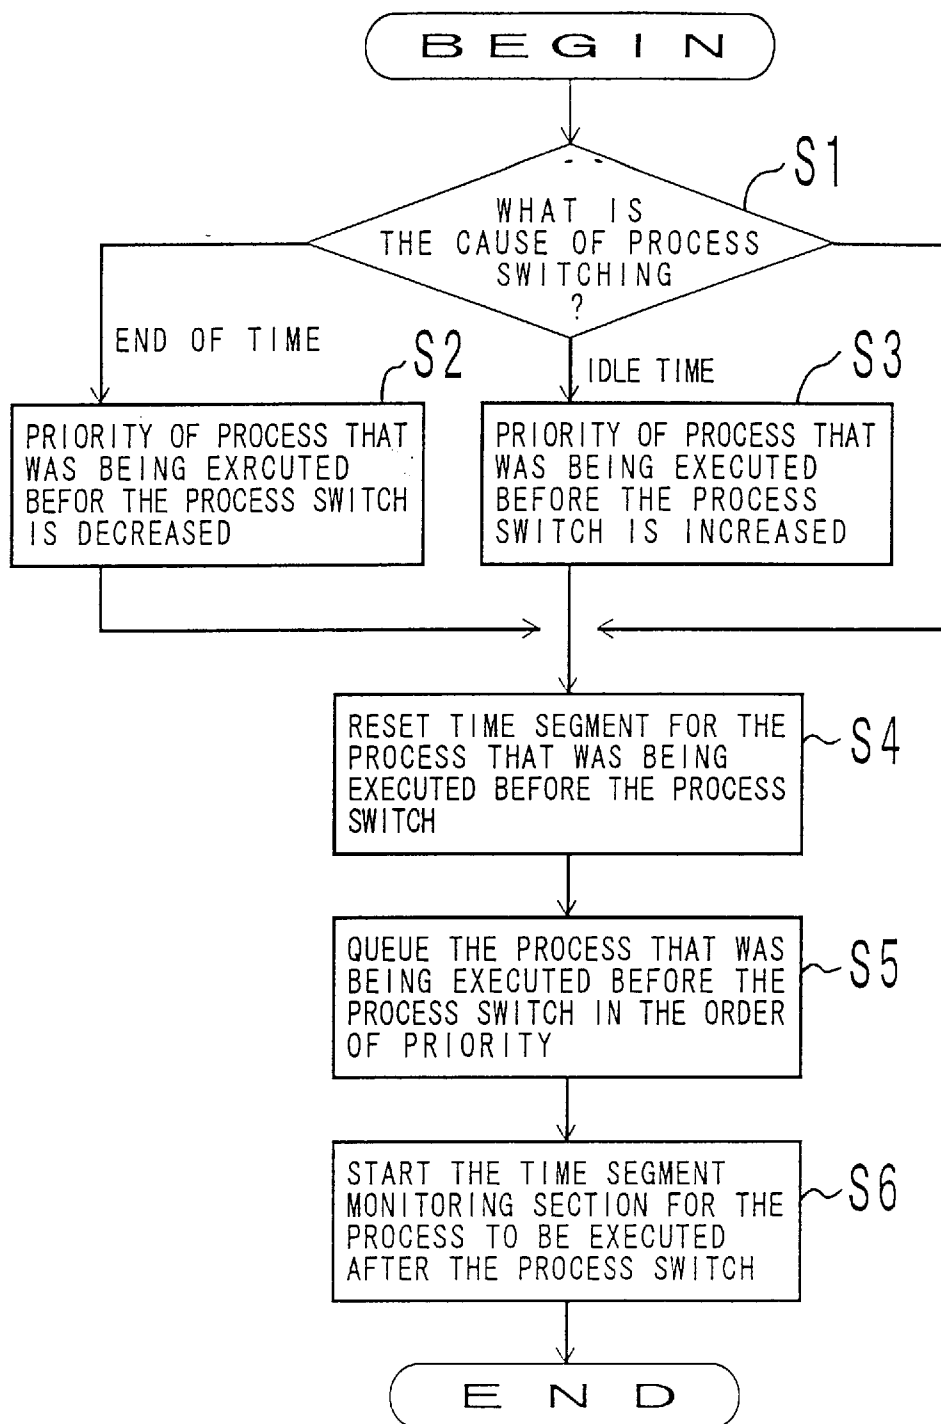 BEGIN
S1
WHAT IS
THE CAUSE OF PROCESS
SWITCHING
?
END OF TIME
S2
IDLE TIME
S3
PRIORITY OF PROCESS THAT
WAS BEING EXRCUTED
BEFOR THE PROCESS SWITCH
IS DECREASED
PRIORITY OF PROCESS THAT
WAS BEING EXECUTED
BEFORE THE PROCESS
SWITCH IS INCREASED
RESET TIME SEGMENT FOR THE
PROCESS THAT WAS BEING
EXECUTED BEFORE THE PROCESS
SWITCH
S4
QUEUE THE PROCESS THAT WAS
BEING EXECUTED BEFORE THE
PROCESS SWITCH IN THE ORDER
OF PRIORITY
S5
START THE TIME SEGMENT
MONITORING SECTION FOR THE
PROCESS TO BE EXECUTED
AFTER THE PROCESS SWITCH
S6
END